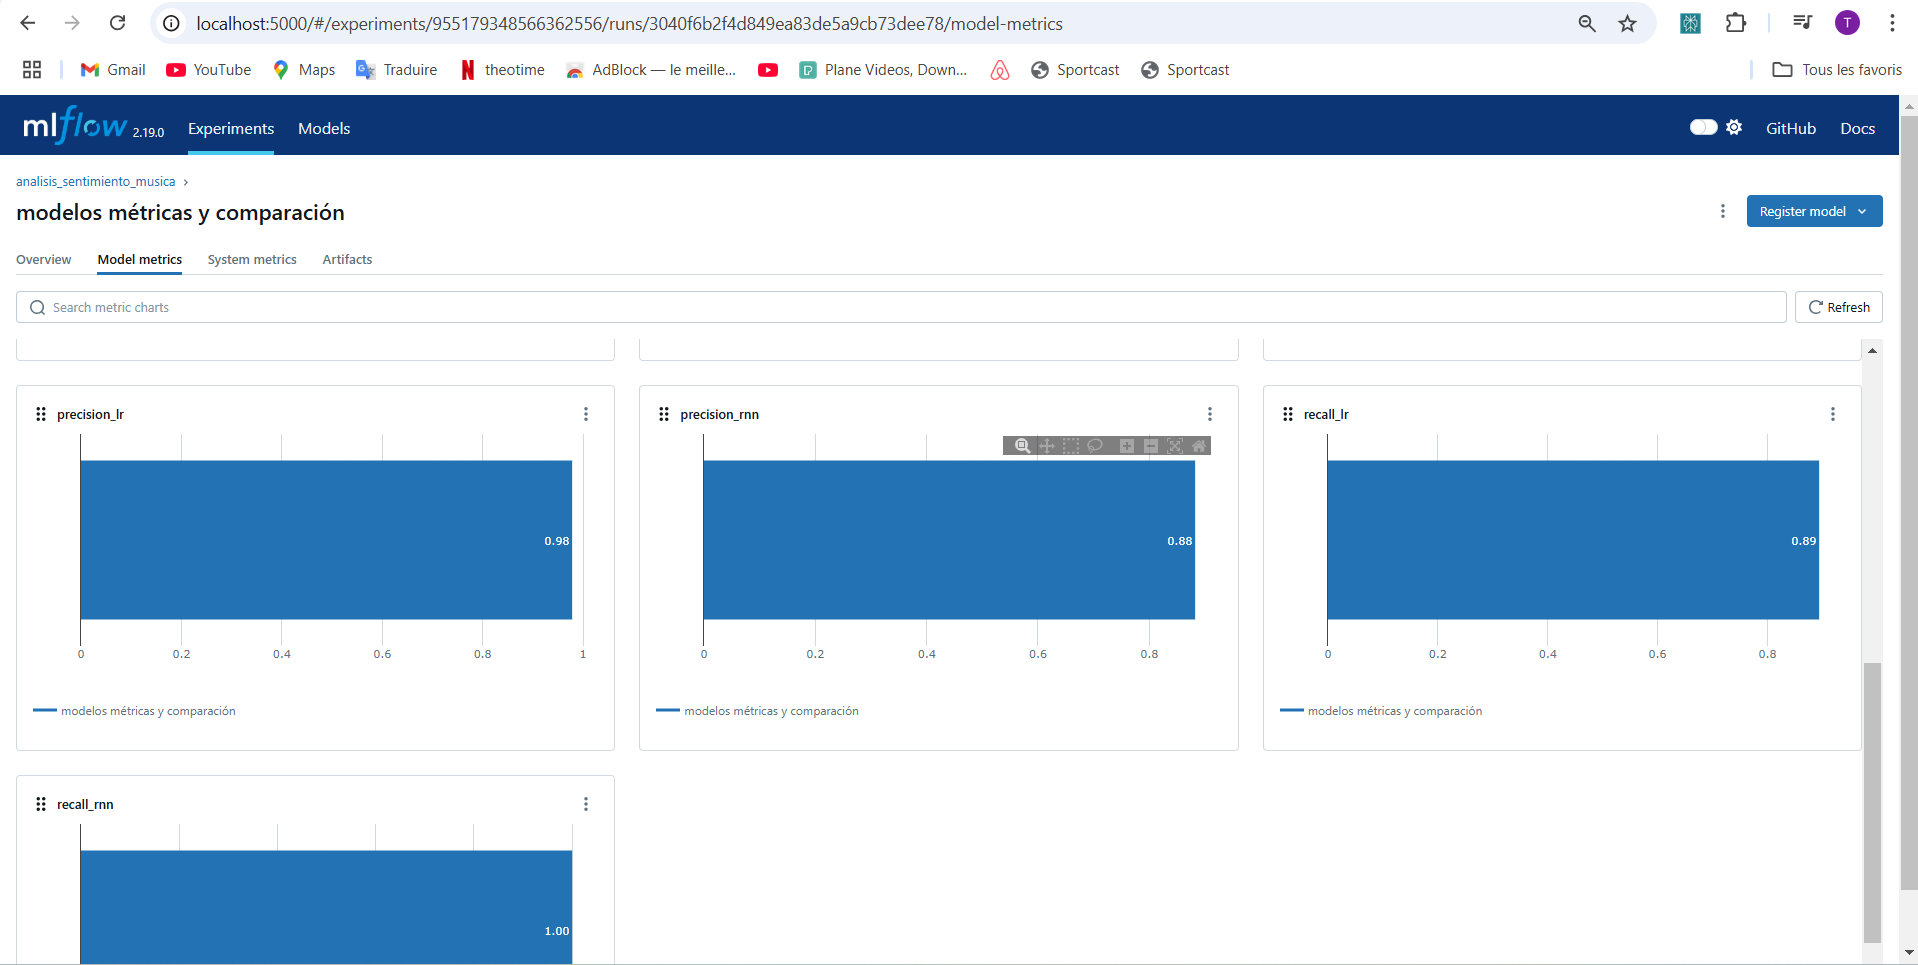 localhost:5000/#/experiments/955179348566362556/runs/3040f6b2f4d849ea83de5a9cb73dee78/model-metrics
T
Gmail YouTube Maps Traduire theotime AdBlock — le meille... Plane Videos, Down... Sportcast Sportcast Tous les favoris
mlflow 2.19.0 Experiments Models GitHub Docs
analisis_sentimiento_musica ›
modelos métricas y comparación
Register model
Overview Model metrics System metrics Artifacts
Search metric charts
Refresh
precision_lr
0.98
0 0.2 0.4 0.6 0.8 1
modelos métricas y comparación
precision_rnn
0.88
0 0.2 0.4 0.6 0.8
modelos métricas y comparación
recall_lr
0.89
0 0.2 0.4 0.6 0.8
modelos métricas y comparación
recall_rnn
1.00